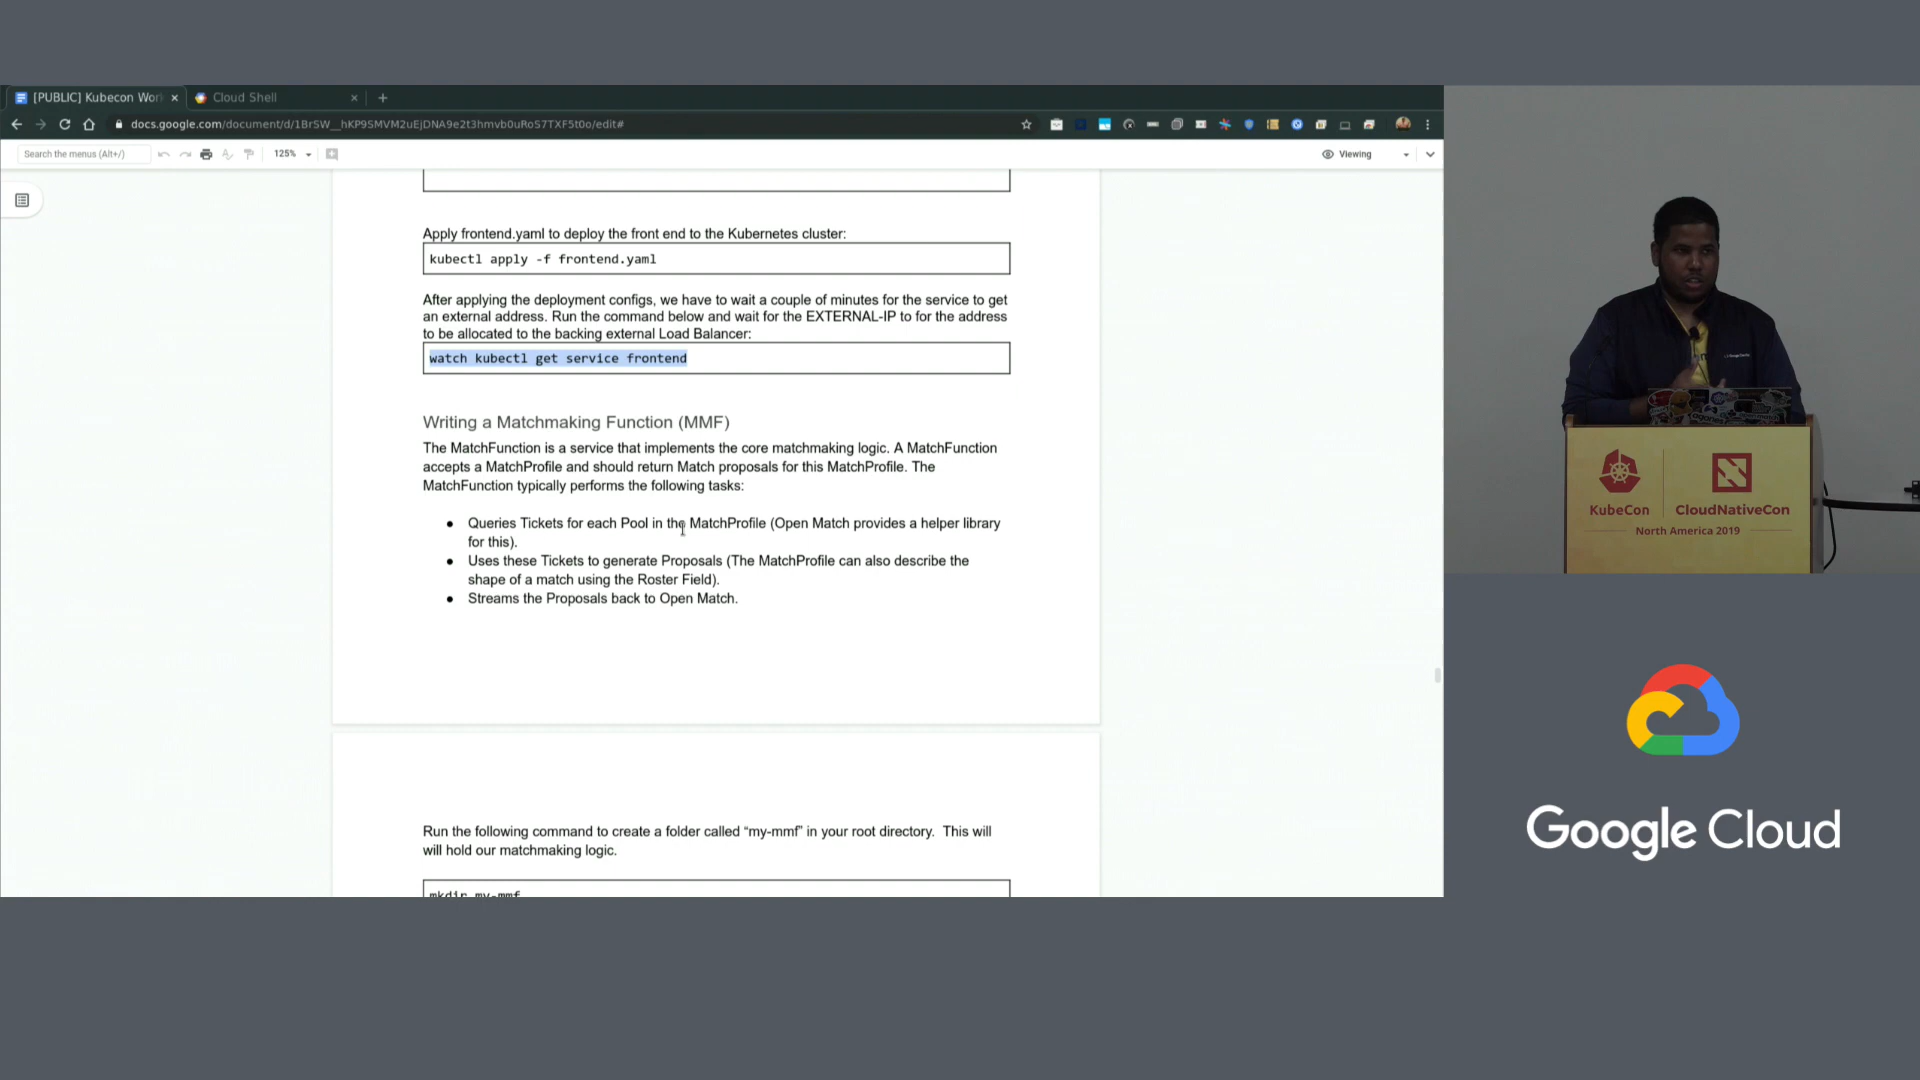 [PUBLIC] Kubecon Wor
Cloud Shell
docs.google.com/document/d/1BrSW__hKP9SMVM2uEjDNA9e2t3hmvb0uRoS7TXF5t0o/edit#
Search the menus (Alt+/)
125%
Viewing
Apply frontend.yaml to deploy the front end to the Kubernetes cluster:
kubectl apply -f frontend.yaml
After applying the deployment configs, we have to wait a couple of minutes for the service to get
an external address. Run the command below and wait for the EXTERNAL-IP to for the address
to be allocated to the backing external Load Balancer:
watch kubectl get service frontend
Writing a Matchmaking Function (MMF)
The MatchFunction is a service that implements the core matchmaking logic. A MatchFunction
accepts a MatchProfile and should return Match proposals for this MatchProfile. The
MatchFunction typically performs the following tasks:
● Queries Tickets for each Pool in the MatchProfile (Open Match provides a helper library
for this).
● Uses these Tickets to generate Proposals (The MatchProfile can also describe the
shape of a match using the Roster Field).
● Streams the Proposals back to Open Match.
Run the following command to create a folder called “my-mmf” in your root directory.  This will
will hold our matchmaking logic.
mkdir my-mmf
KubeCon
CloudNativeCon
North America 2019
Google Cloud